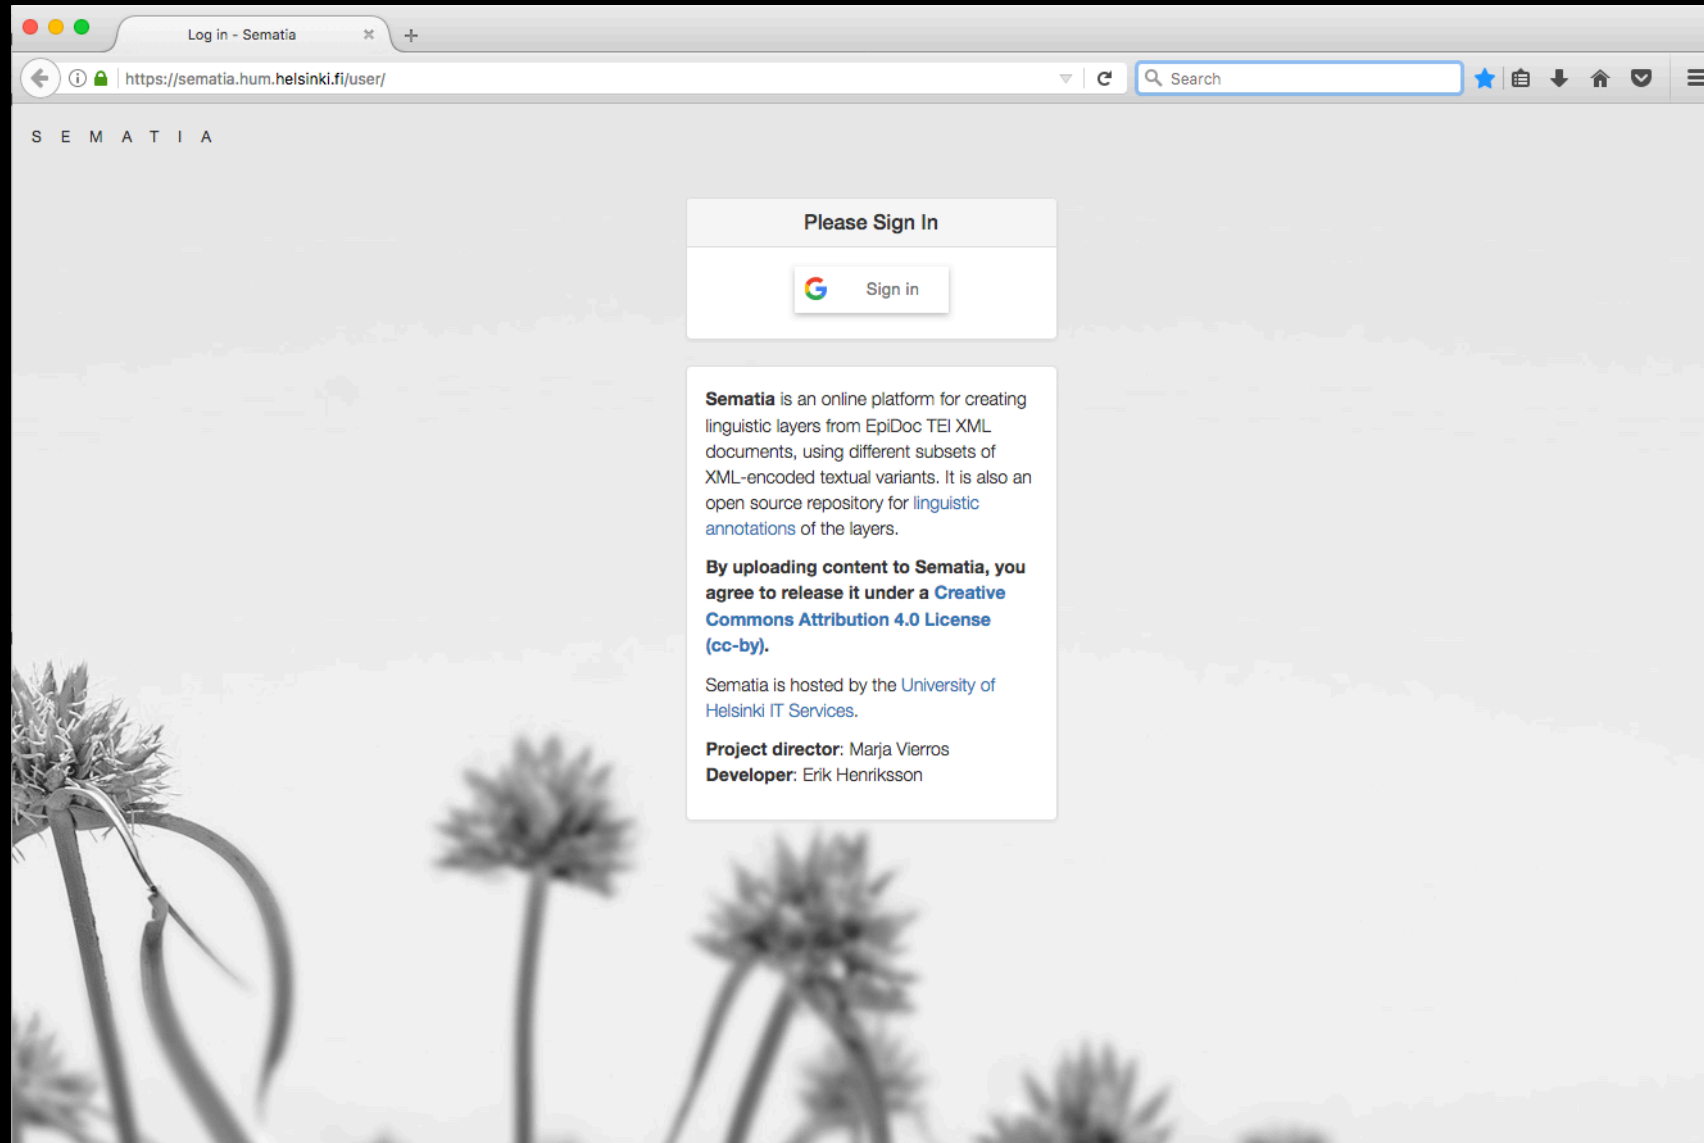 Log in - Sematia
https://sematia.hum.helsinki.fi/user/
Search
S E M A T I A
Please Sign In
Sign in
Sematia is an online platform for creating
linguistic layers from EpiDoc TEI XML
documents, using different subsets of
XML-encoded textual variants. It is also an
open source repository for linguistic
annotations of the layers.
By uploading content to Sematia, you
agree to release it under a Creative
Commons Attribution 4.0 License
(cc-by).
Sematia is hosted by the University of
Helsinki IT Services.
Project director: Marja Vierros
Developer: Erik Henriksson